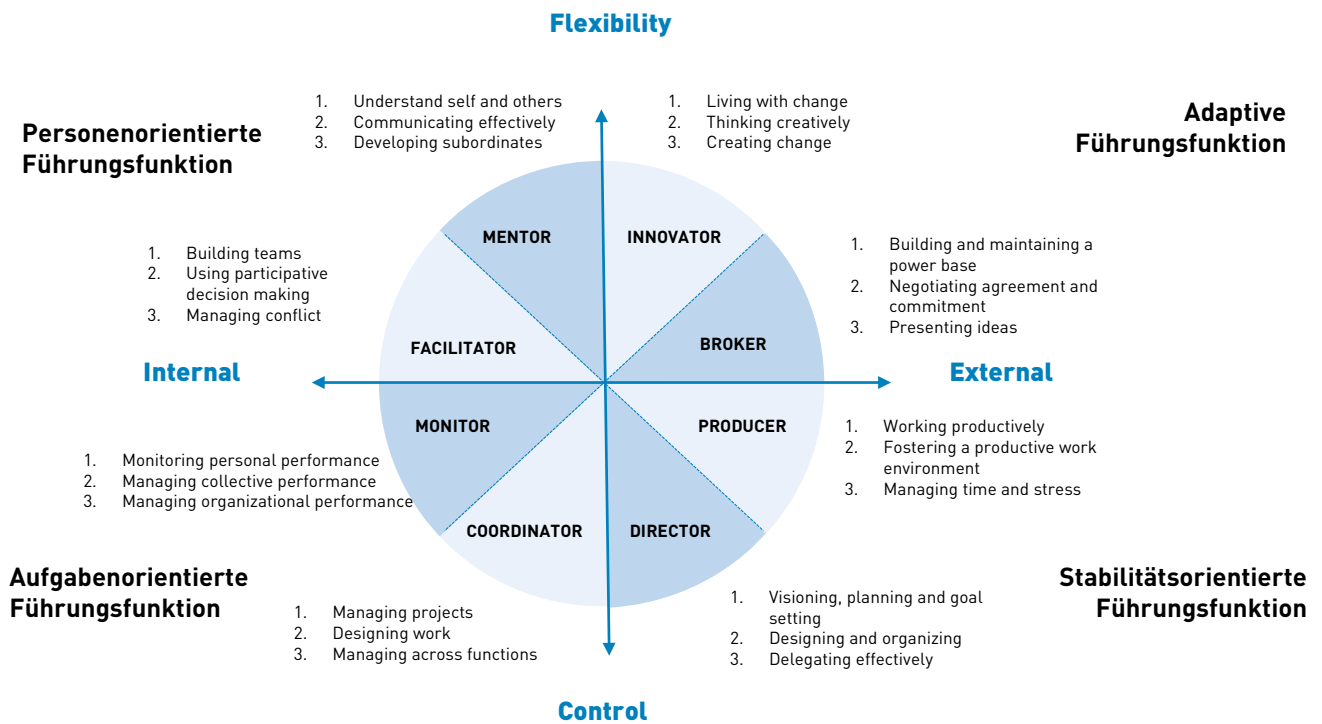 Flexibility
1. Understand self and others
2. Communicating effectively
3. Developing subordinates
1. Living with change
2. Thinking creatively
3. Creating change
Personenorientierte
Führungsfunktion
Adaptive
Führungsfunktion
MENTOR
INNOVATOR
1. Building teams
2. Using participative
decision making
3. Managing conflict
1. Building and maintaining a
power base
2. Negotiating agreement and
commitment
3. Presenting ideas
FACILITATOR
BROKER
Internal
External
MONITOR
PRODUCER
1. Monitoring personal performance
2. Managing collective performance
3. Managing organizational performance
1. Working productively
2. Fostering a productive work
environment
3. Managing time and stress
COORDINATOR
DIRECTOR
Aufgabenorientierte
Führungsfunktion
Stabilitätsorientierte
Führungsfunktion
1. Managing projects
2. Designing work
3. Managing across functions
1. Visioning, planning and goal
setting
2. Designing and organizing
3. Delegating effectively
Control